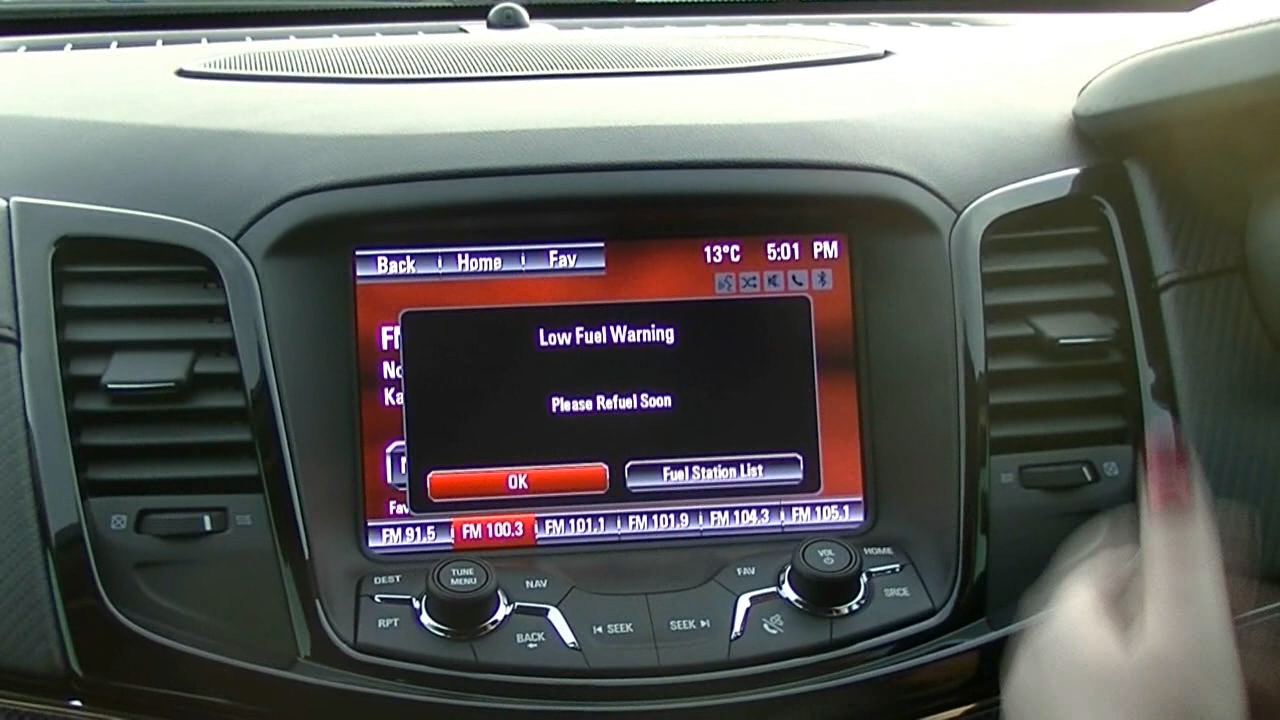 Back Home Fav 13°C 5:01 PM
FM
Low Fuel Warning
Please Refuel Soon
OK Fuel Station List
FM 91.5 FM 100.3 FM 101.1 FM 101.9 FM 104.3 FM 105.1
DEST TUNE MENU NAV FAV VOL HOME
RPT BACK SEEK SEEK SRCE